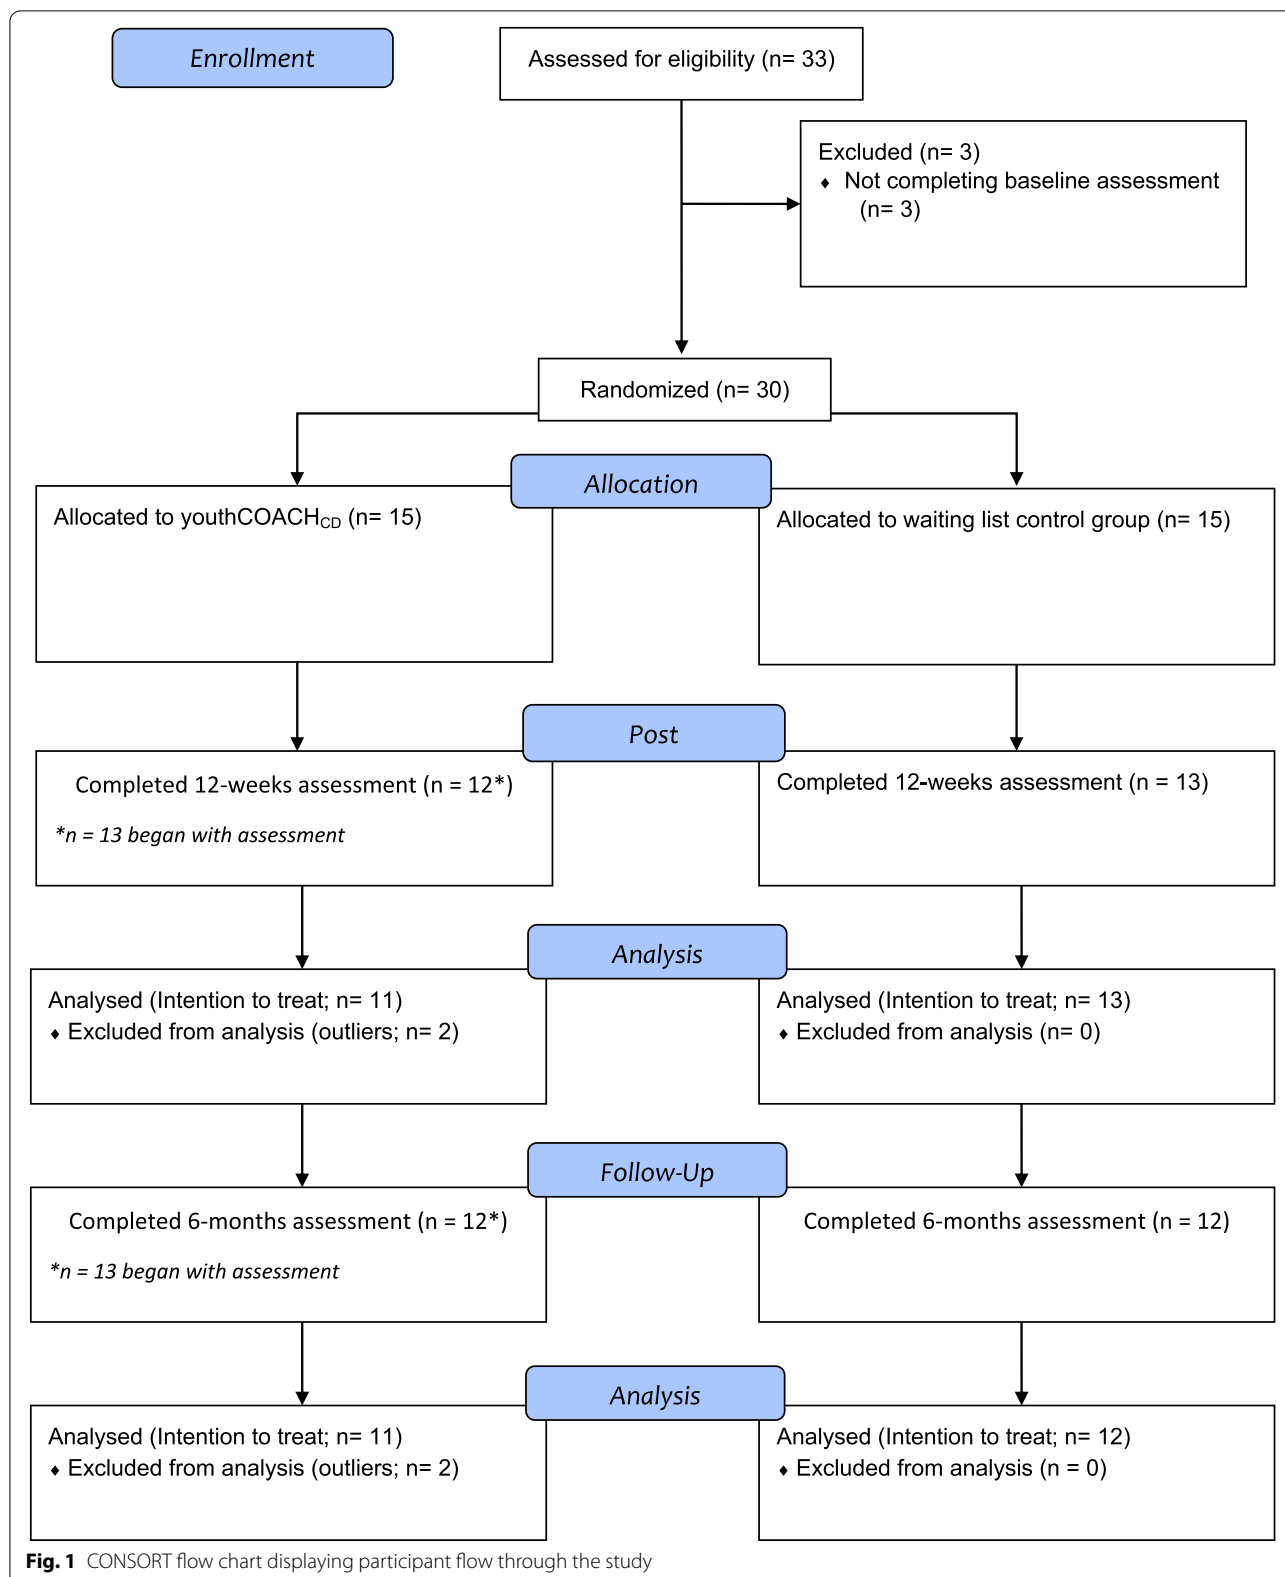 Enrollment
Assessed for eligibility (n= 33)
Excluded (n= 3)
♦ Not completing baseline assessment
(n= 3)
Randomized (n= 30)
Allocation
Allocated to youthCOACHCD (n= 15)
Allocated to waiting list control group (n= 15)
Post
Completed 12-weeks assessment (n = 12*)
*n = 13 began with assessment
Completed 12-weeks assessment (n = 13)
Analysis
Analysed (Intention to treat; n= 11)
♦ Excluded from analysis (outliers; n= 2)
Analysed (Intention to treat; n= 13)
♦ Excluded from analysis (n= 0)
Follow-Up
Completed 6-months assessment (n = 12*)
*n = 13 began with assessment
Completed 6-months assessment (n = 12)
Analysis
Analysed (Intention to treat; n= 11)
♦ Excluded from analysis (outliers; n= 2)
Analysed (Intention to treat; n= 12)
♦ Excluded from analysis (n = 0)
Fig. 1 CONSORT flow chart displaying participant flow through the study